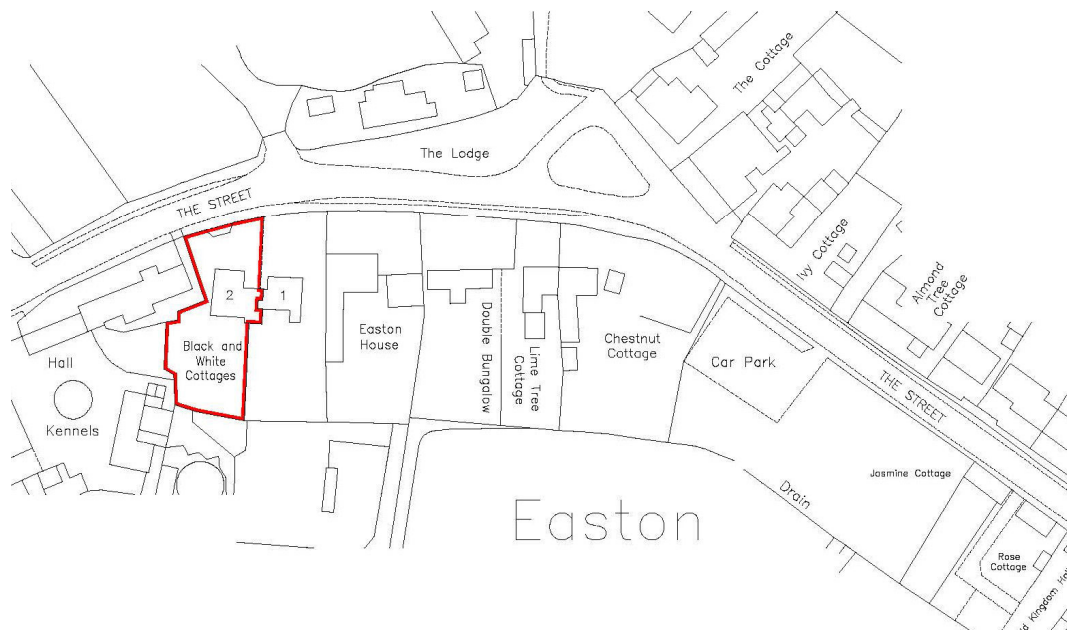 The Cottage
The Lodge
THE STREET
Ivy Cottage
Almond
Tree
Cottage
2
1
Black and
White
Cottages
Easton
House
Double Bungalow
Lime Tree
Cottage
Chestnut
Cottage
Car Park
THE STREET
Hall
Kennels
Jasmine Cottage
Drain
Easton
Rose
Cottage
Kingdom